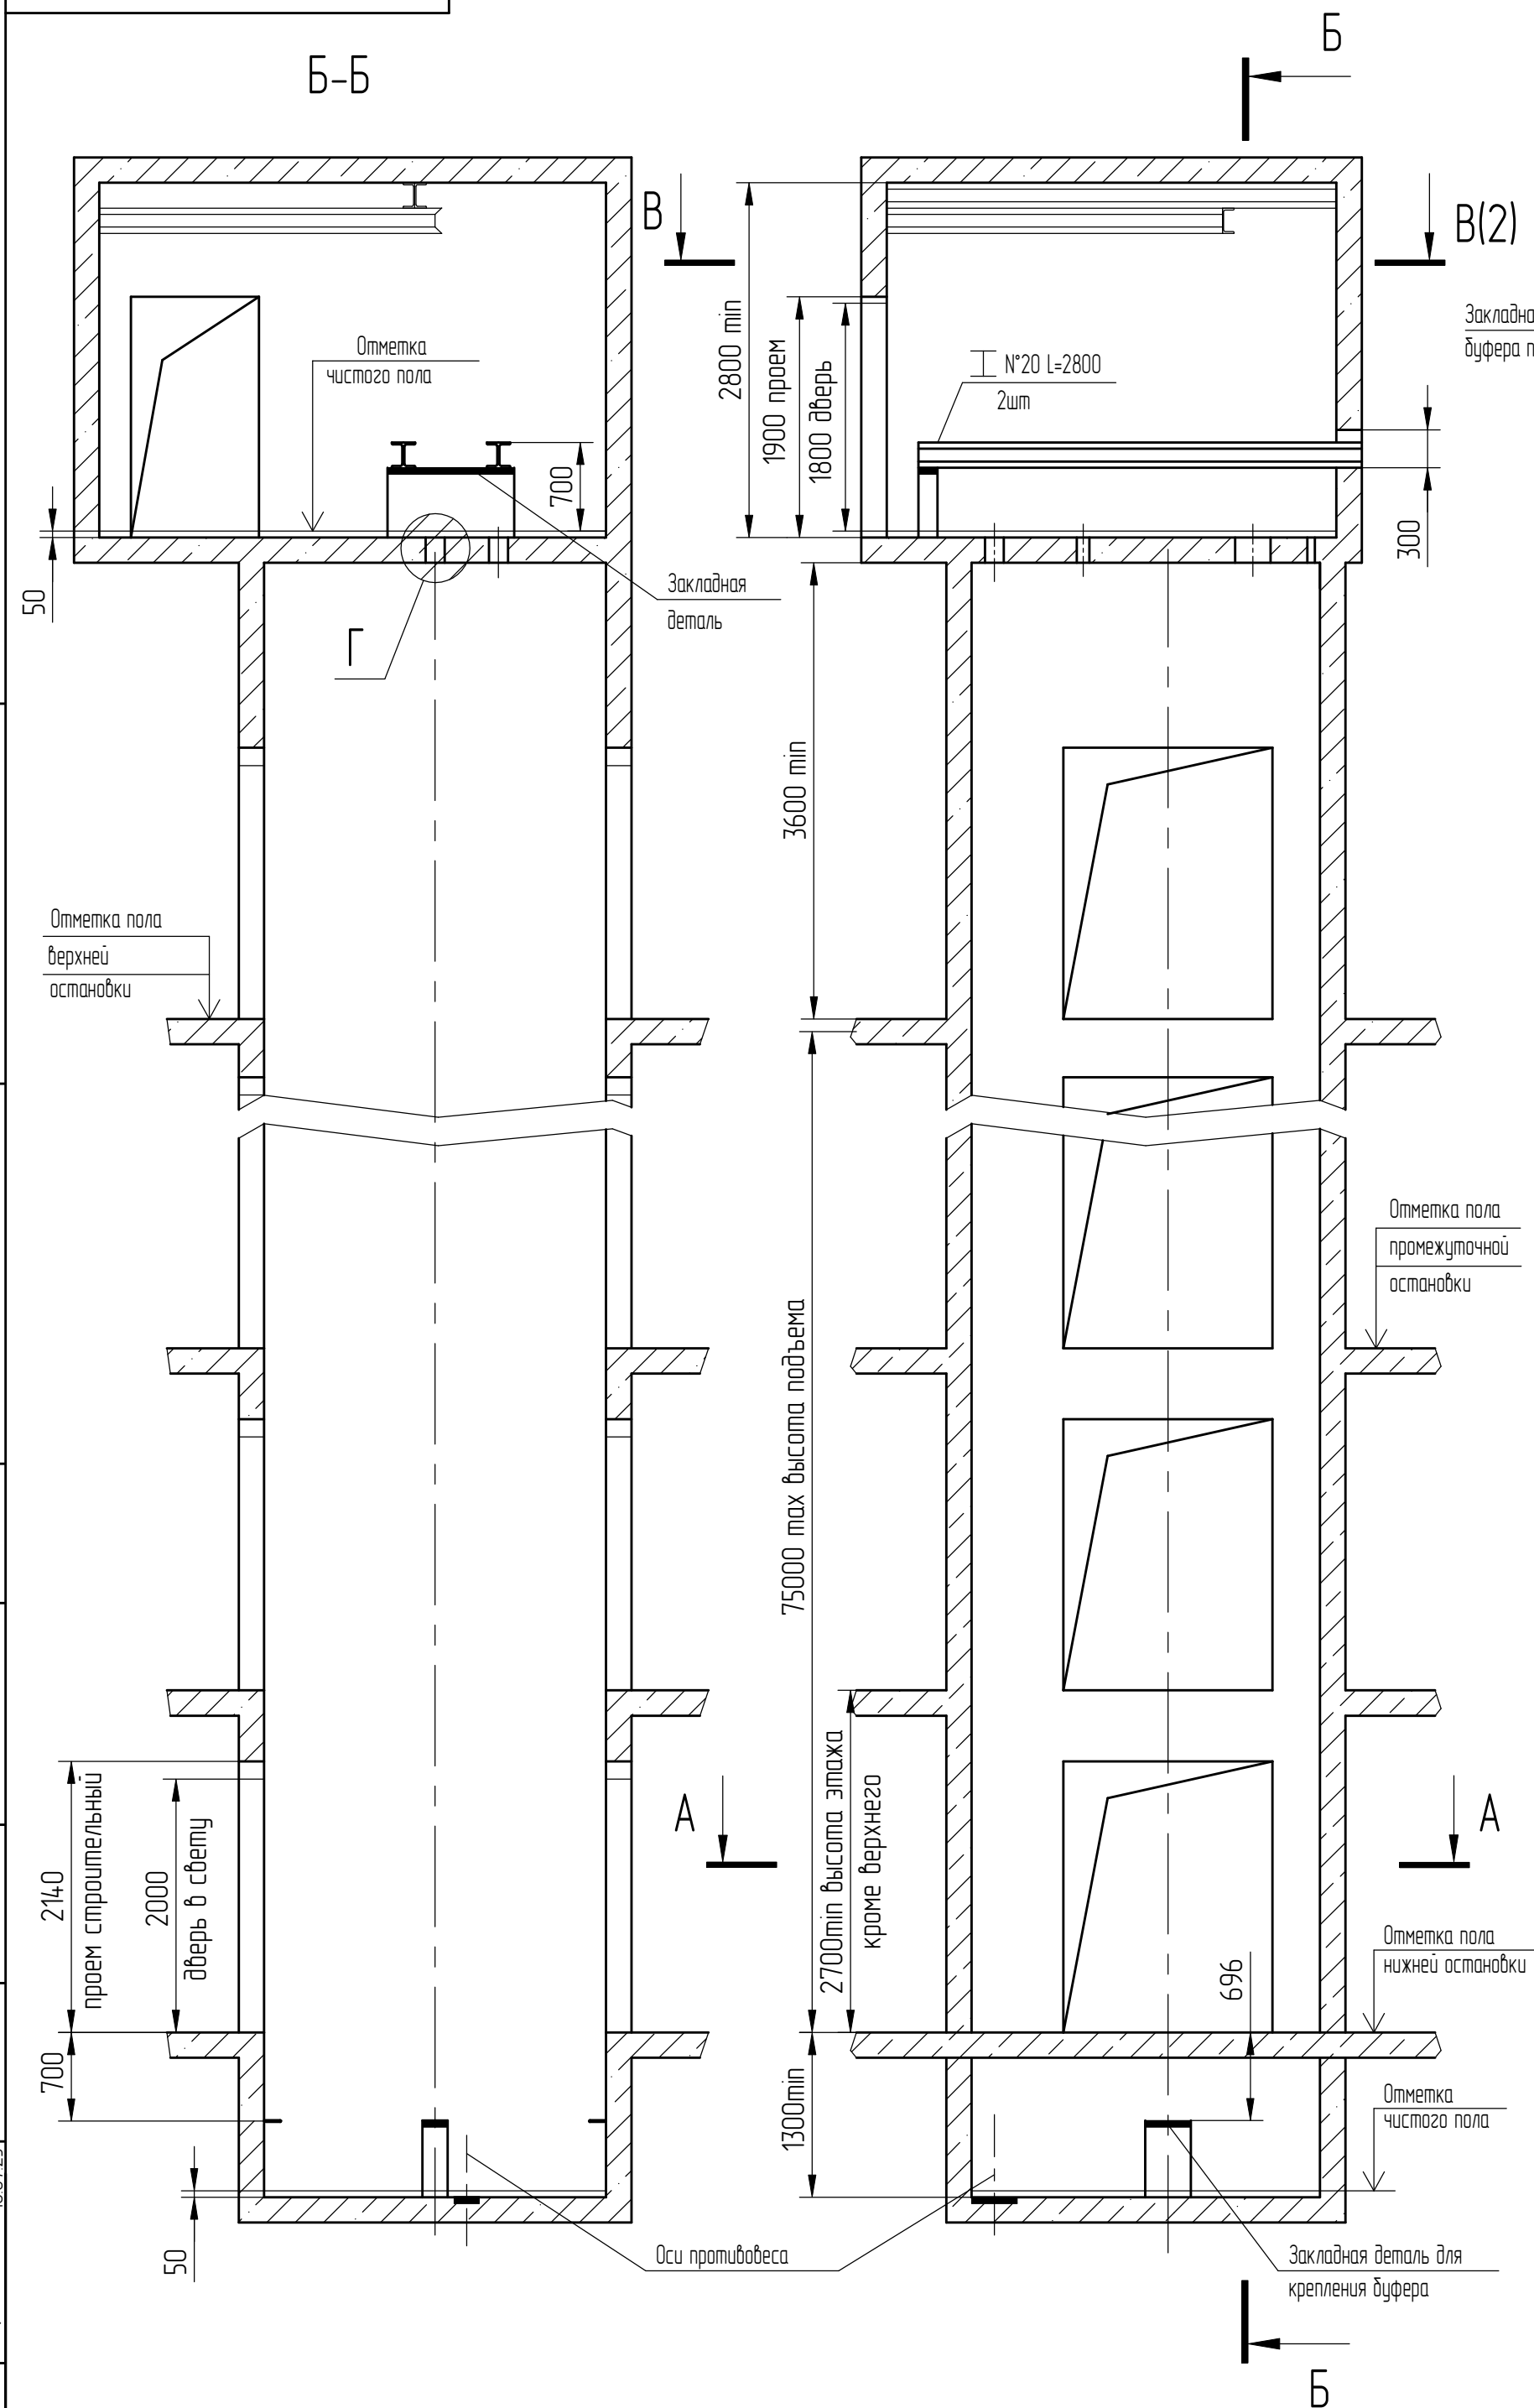 Б-Б
Б
В
В(2)
Отметка
чистого пола
2800 min
1900 проем
1800 дверь
N°20 L=2800
2шт
буфера п
700
300
50
Закладная
деталь
Г
3600 min
Отметка пола
верхней
остановки
Отметка пола
промежуточной
остановки
75000 max высота подъема
2140
проем строительный
2000
дверь в свету
А
А
2700min высота этажа
кроме верхнего
Отметка пола
нижней остановки
696
700
1300min
Отметка
чистого пола
50
Оси противовеса
Закладная деталь для
крепления буфера
Б